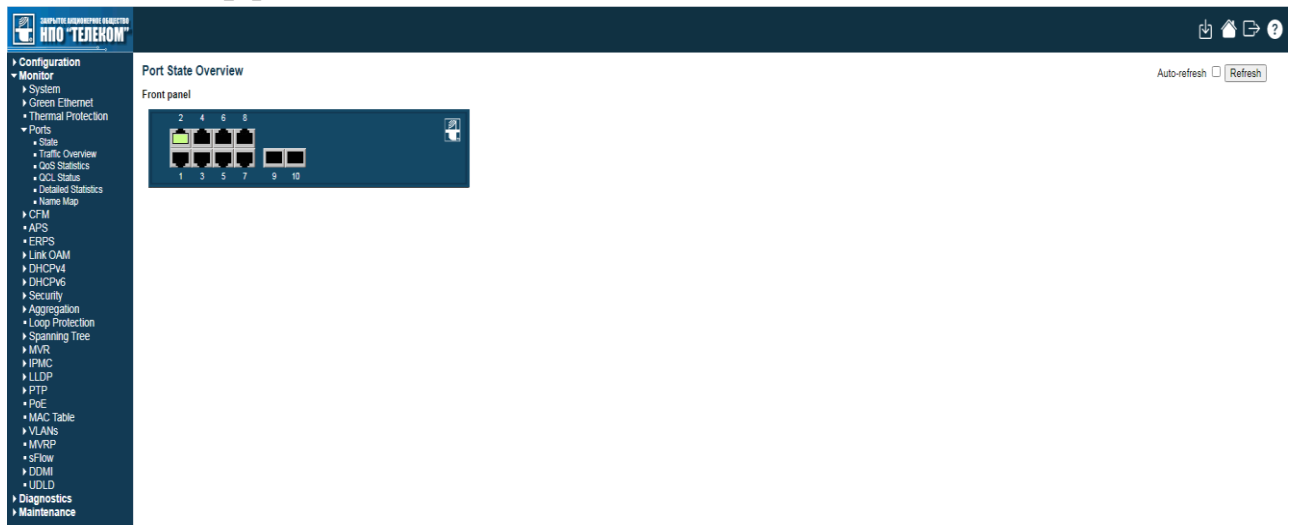 ЗАКРЫТОЕ АКЦИОНЕРНОЕ ОБЩЕСТВО
НПО "ТЕЛЕКОМ"
Configuration
Monitor
System
Green Ethernet
Thermal Protection
Ports
State
Traffic Overview
QoS Statistics
QCL Status
Detailed Statistics
Name Map
CFM
APS
ERPS
Link OAM
DHCPv4
DHCPv6
Security
Aggregation
Loop Protection
Spanning Tree
MVR
IPMC
LLDP
PTP
PoE
MAC Table
VLANs
MVRP
sFlow
DDMI
UDLD
Diagnostics
Maintenance
Port State Overview
Auto-refresh Refresh
Front panel
2 4 6 8
1 3 5 7 9 10